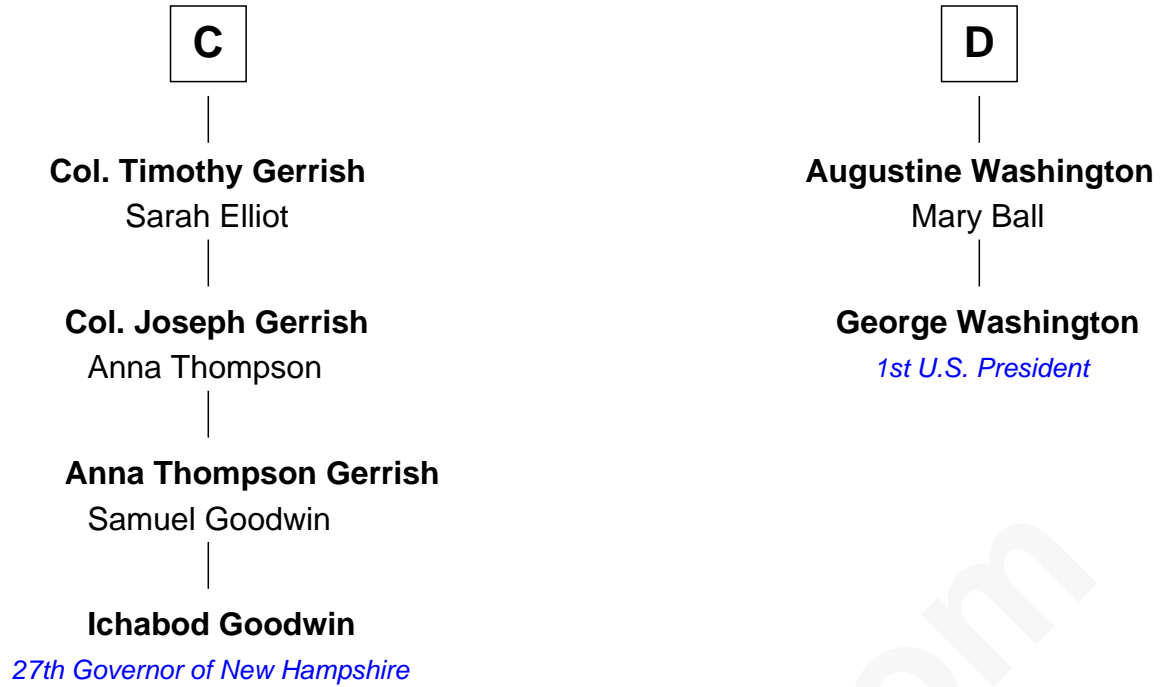 C
Col. Timothy Gerrish
Sarah Elliot
Col. Joseph Gerrish
Anna Thompson
Anna Thompson Gerrish
Samuel Goodwin
Ichabod Goodwin
27th Governor of New Hampshire
D
Augustine Washington
Mary Ball
George Washington
1st U.S. President
om